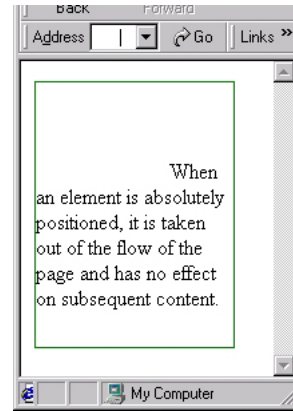 Back Forward
Address Go Links »
When
an element is absolutely
positioned, it is taken
out of the flow of the
page and has no effect
on subsequent content.
My Computer